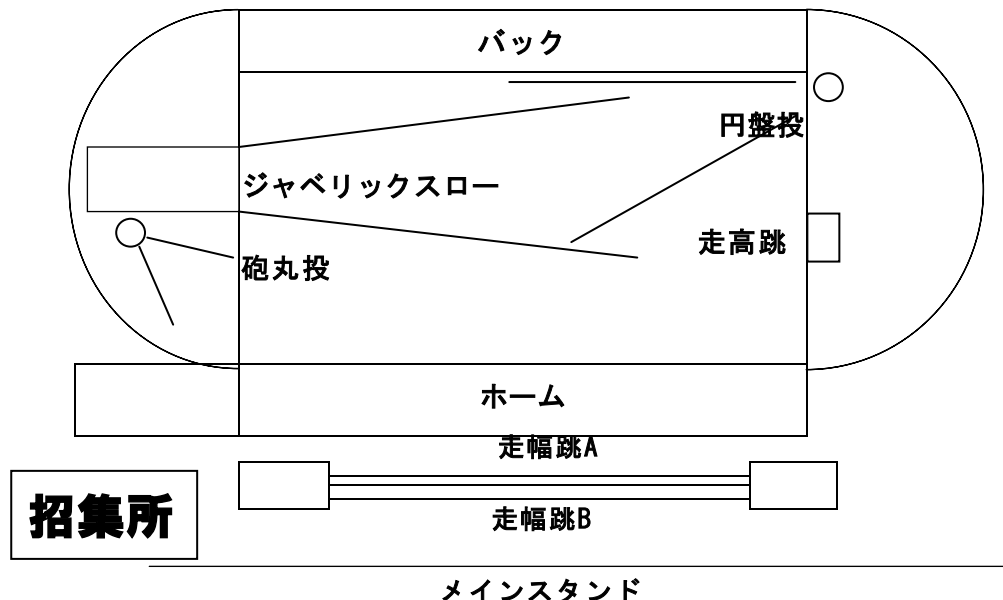 バック
円盤投
ジャベリックスロー
走高跳
砲丸投
ホーム
走幅跳A
招集所
走幅跳B
メインスタンド